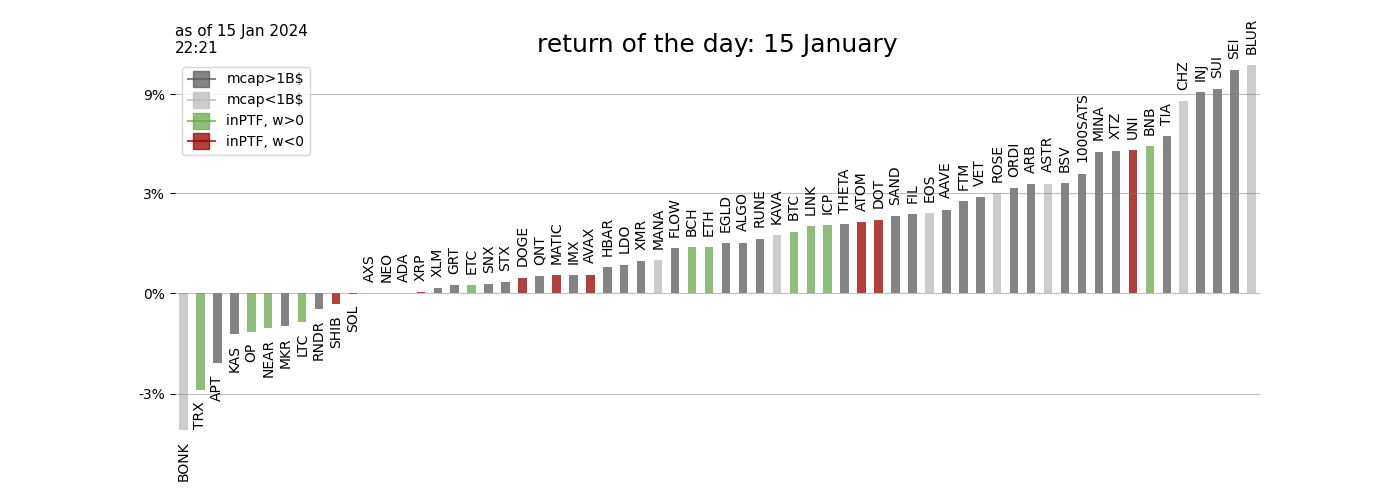 as of 15 Jan 2024
22:21
return of the day: 15 January
mcap>1B$
mcap<1B$
inPTF, w>0
inPTF, w<0
9%
3%
0%
-3%
BONK
TRX
APT
KAS
OP
NEAR
MKR
LTC
RNDR
SHIB
SOL
AXS
NEO
ADA
XRP
XLM
GRT
ETC
SNX
STX
DOGE
QNT
MATIC
IMX
AVAX
HBAR
LDO
XMR
MANA
FLOW
BCH
ETH
EGLD
ALGO
RUNE
KAVA
BTC
LINK
ICP
THETA
ATOM
DOT
SAND
FIL
EOS
AAVE
FTM
VET
ROSE
ORDI
ARB
ASTR
BSV
1000SATS
MINA
XTZ
UNI
BNB
TIA
CHZ
INJ
SUI
SEI
BLUR